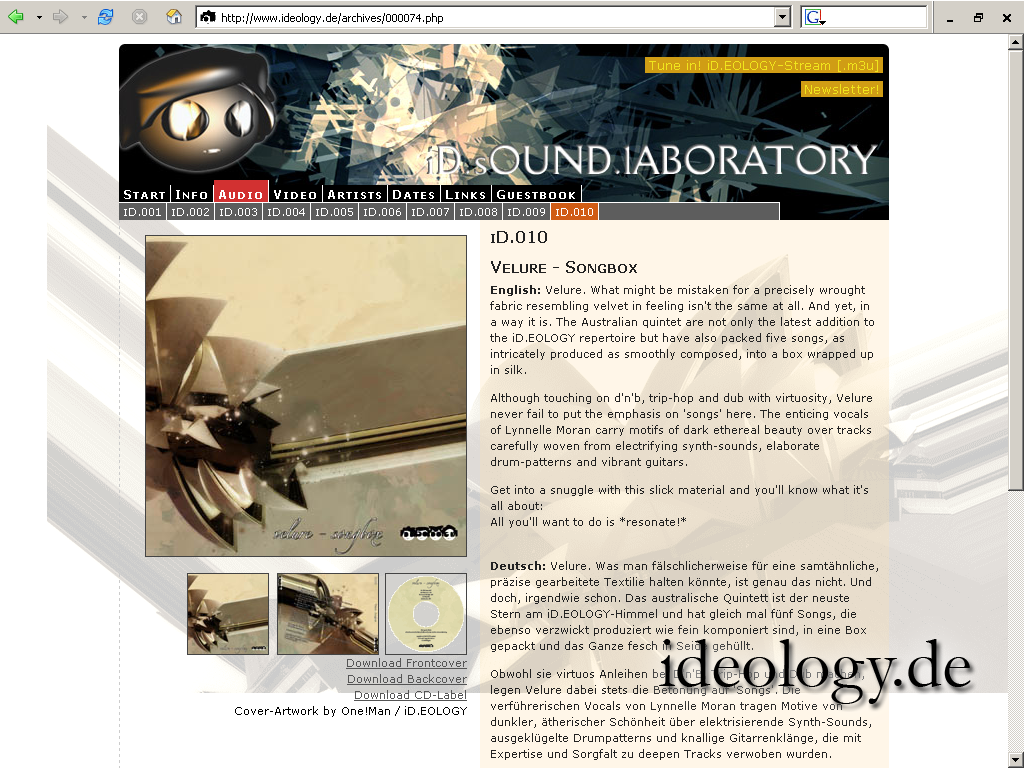 http://www.ideology.de/archives/000074.php
G
Tune in! iD.EOLOGY-Stream [.m3u]
Newsletter!
iD.sOUND.lABORATORY
Start Info Audio Video Artists Dates Links Guestbook
iD.001 iD.002 iD.003 iD.004 iD.005 iD.006 iD.007 iD.008 iD.009 iD.010
velure - songbox
Download Frontcover
Download Backcover
Download CD-Label
Cover-Artwork by One!Man / iD.EOLOGY
iD.010
Velure - Songbox
English: Velure. What might be mistaken for a precisely wrought
fabric resembling velvet in feeling isn't the same at all. And yet, in
a way it is. The Australian quintet are not only the latest addition to
the iD.EOLOGY repertoire but have also packed five songs, as
intricately produced as smoothly composed, into a box wrapped up
in silk.
Although touching on d'n'b, trip-hop and dub with virtuosity, Velure
never fail to put the emphasis on 'songs' here. The enticing vocals
of Lynnelle Moran carry motifs of dark ethereal beauty over tracks
carefully woven from electrifying synth-sounds, elaborate
drum-patterns and vibrant guitars.
Get into a snuggle with this slick material and you'll know what it's
all about:
All you'll want to do is *resonate!*
Deutsch: Velure. Was man fälschlicherweise für eine samtähnliche,
präzise gearbeitete Textilie halten könnte, ist genau das nicht. Und
doch, irgendwie schon. Das australische Quintett ist der neuste
Stern am iD.EOLOGY-Himmel und hat gleich mal fünf Songs, die
ebenso verzwickt produziert wie fein komponiert sind, in eine Box
gepackt und das Ganze fesch in Seide gehüllt.
Obwohl sie virtuos Anleihen bei D'n'B, Trip-Hop und Dub machen,
legen Velure dabei stets die Betonung auf 'Songs'. Die
verführerischen Vocals von Lynnelle Moran tragen Motive von
dunkler, ätherischer Schönheit über elektrisierende Synth-Sounds,
ausgeklügelte Drumpatterns und knallige Gitarrenklänge, die mit
Expertise und Sorgfalt zu deepen Tracks verwoben wurden.
ideology.de